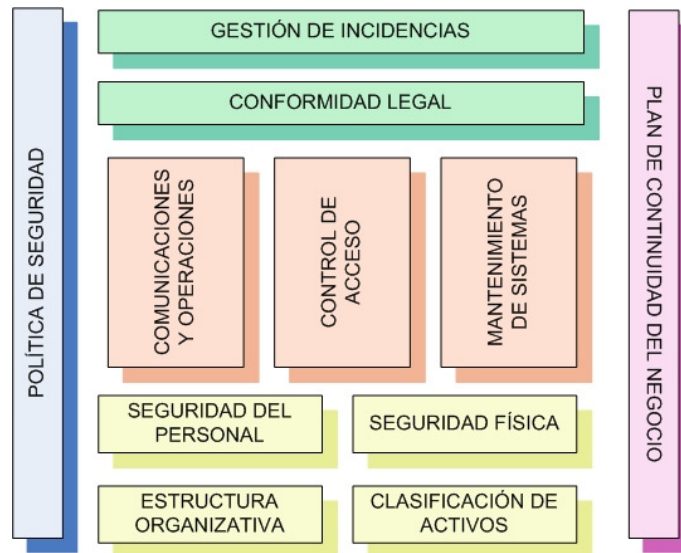 POLÍTICA DE SEGURIDAD
GESTIÓN DE INCIDENCIAS
CONFORMIDAD LEGAL
COMUNICACIONES
Y OPERACIONES
CONTROL DE
ACCESO
MANTENIMIENTO
DE SISTEMAS
SEGURIDAD DEL
PERSONAL
SEGURIDAD FÍSICA
ESTRUCTURA
ORGANIZATIVA
CLASIFICACIÓN DE
ACTIVOS
PLAN DE CONTINUIDAD DEL NEGOCIO